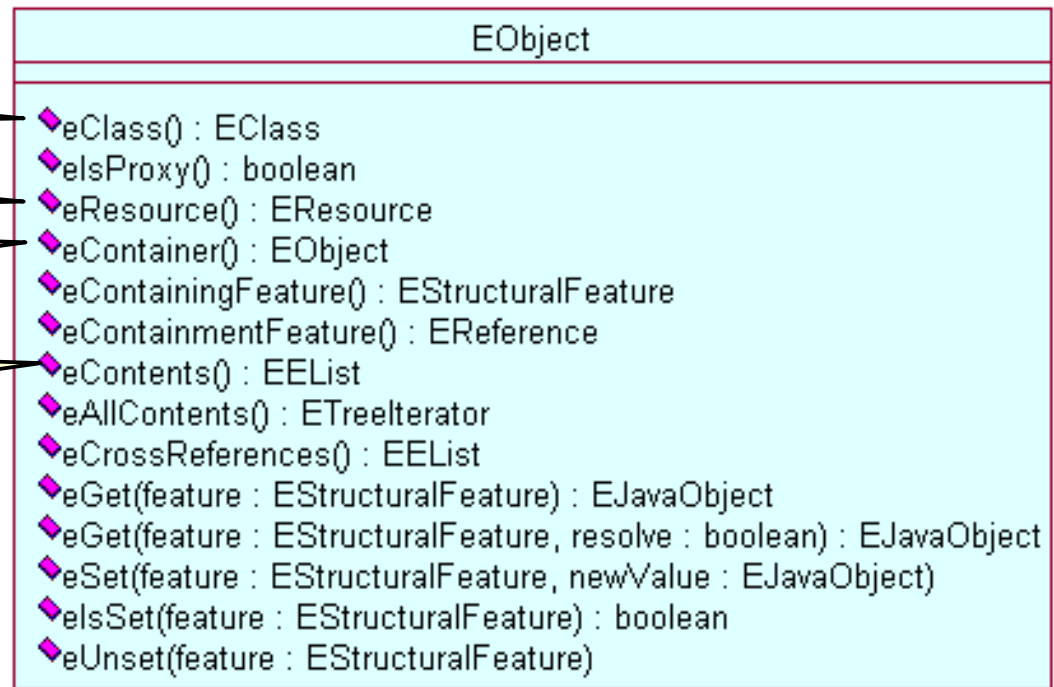 EObject
eClass() : EClass
eIsProxy() : boolean
eResource() : EResource
eContainer() : EObject
eContainingFeature() : EStructuralFeature
eContainmentFeature() : EReference
eContents() : EEList
eAllContents() : ETreeIterator
eCrossReferences() : EEList
eGet(feature : EStructuralFeature) : EJavaObject
eGet(feature : EStructuralFeature, resolve : boolean) : EJavaObject
eSet(feature : EStructuralFeature, newValue : EJavaObject)
eIsSet(feature : EStructuralFeature) : boolean
eUnset(feature : EStructuralFeature)